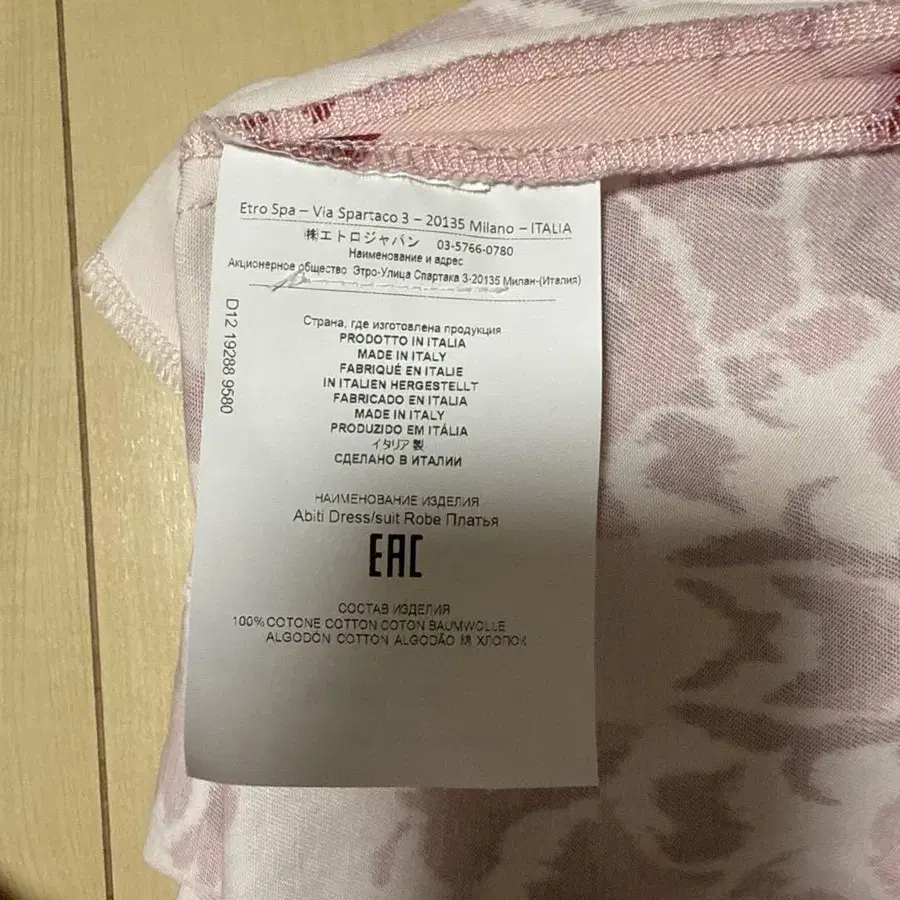 Etro Spa – Via Spartaco 3 – 20135 Milano – ITALIA
㈱エトロジャパン 03-5766-0780
Наименование и адрес
Акционерное общество Этро-Улица Спартака 3-20135 Милан-(Италия)
D12 19288 9580
Страна, где изготовлена продукция
PRODOTTO IN ITALIA
MADE IN ITALY
FABRIQUÉ EN ITALIE
IN ITALIEN HERGESTELLT
FABRICADO EN ITALIA
MADE IN ITALY
PRODUZIDO EM ITÁLIA
イタリア製
СДЕЛАНО В ИТАЛИИ
НАИМЕНОВАНИЕ ИЗДЕЛИЯ
Abiti Dress/suit Robe Платья
EAC
СОСТАВ ИЗДЕЛИЯ
100% COTONE COTTON COTON BAUMWOLLE
ALGODÓN COTTON ALGODÃO 綿 ХЛОПОК